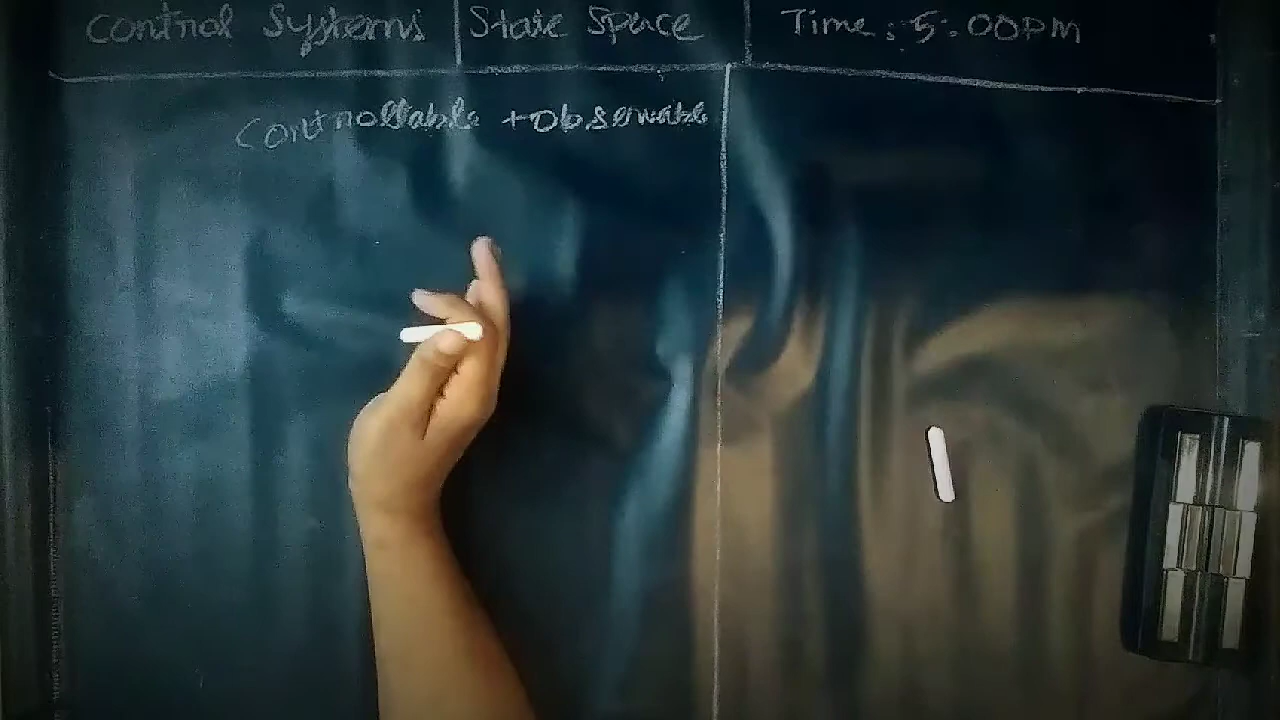 Control Systems State Space Time: 5:00pm
Controllable + observable